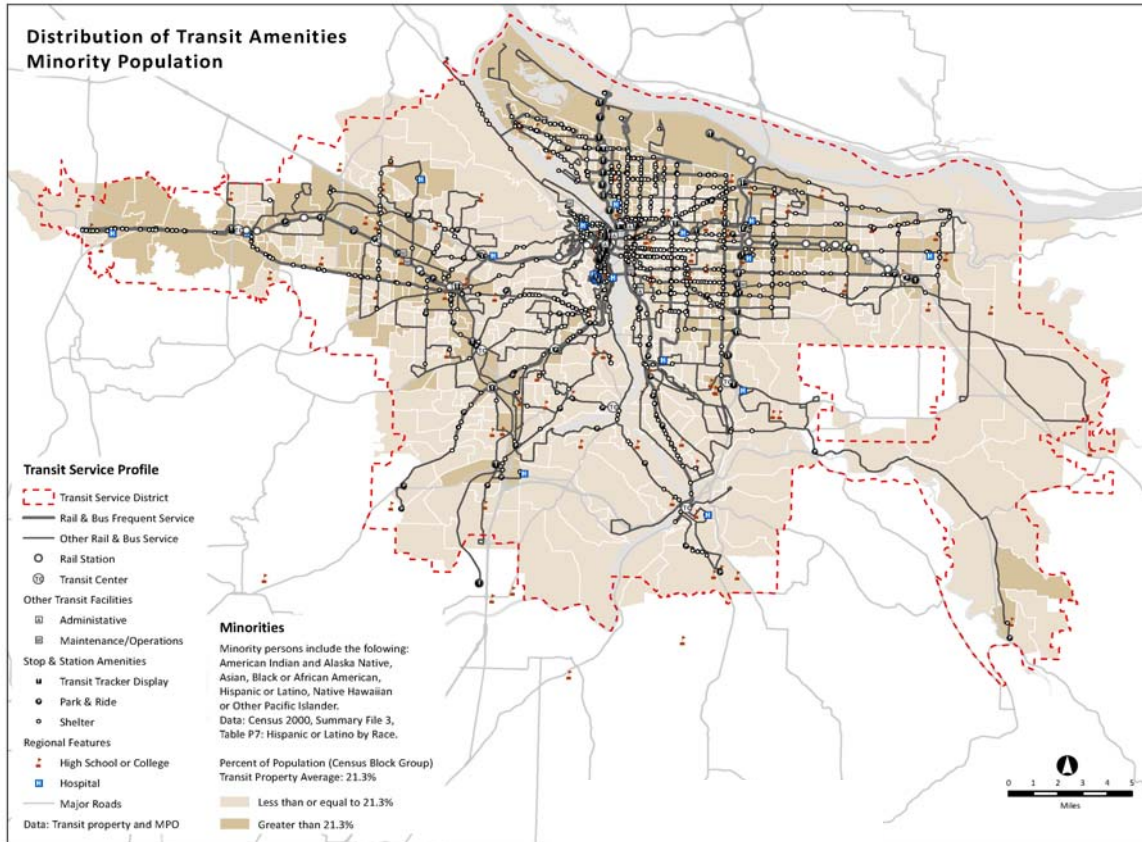 Distribution of Transit Amenities
Minority Population
Transit Service Profile
Transit Service District
Rail & Bus Frequent Service
Other Rail & Bus Service
Rail Station
TC
Transit Center
Other Transit Facilities
Administative
Maintenance/Operations
Stop & Station Amenities
Transit Tracker Display
Park & Ride
Shelter
Regional Features
High School or College
H
Hospital
Major Roads
Data: Transit property and MPO
Minorities
Minority persons include the folowing:
American Indian and Alaska Native,
Asian, Black or African American,
Hispanic or Latino, Native Hawaiian
or Other Pacific Islander.
Data: Census 2000, Summary File 3,
Table P7: Hispanic or Latino by Race.
Percent of Population (Census Block Group)
Transit Property Average: 21.3%
Less than or equal to 21.3%
Greater than 21.3%
0 1 2 3 4 5
Miles